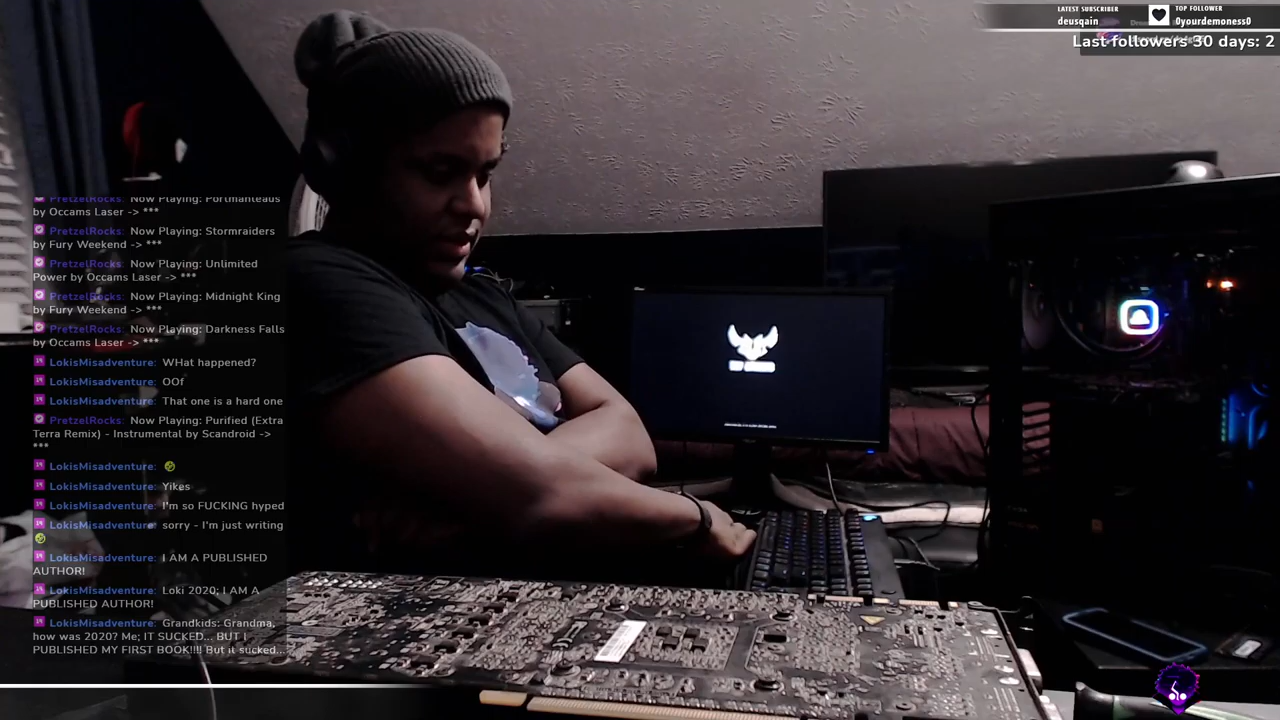 LATEST SUBSCRIBER
deusqain
TOP FOLLOWER
0yourdemoness0
Last followers 30 days: 2
PretzelRocks: Now Playing: Portmanteaus
by Occams Laser -> ***
PretzelRocks: Now Playing: Stormraiders
by Fury Weekend -> ***
PretzelRocks: Now Playing: Unlimited
Power by Occams Laser -> ***
PretzelRocks: Now Playing: Midnight King
by Fury Weekend -> ***
PretzelRocks: Now Playing: Darkness Falls
by Occams Laser -> ***
LokisMisadventure: WHat happened?
LokisMisadventure: OOf
LokisMisadventure: That one is a hard one
PretzelRocks: Now Playing: Purified (Extra
Terra Remix) - Instrumental by Scandroid ->
***
LokisMisadventure:
LokisMisadventure: Yikes
LokisMisadventure: I'm so FUCKING hyped
LokisMisadventure: sorry - I'm just writing
LokisMisadventure: I AM A PUBLISHED
AUTHOR!
LokisMisadventure: Loki 2020; I AM A
PUBLISHED AUTHOR!
LokisMisadventure: Grandkids: Grandma,
how was 2020? Me; IT SUCKED... BUT I
PUBLISHED MY FIRST BOOK!!!! But it sucked...